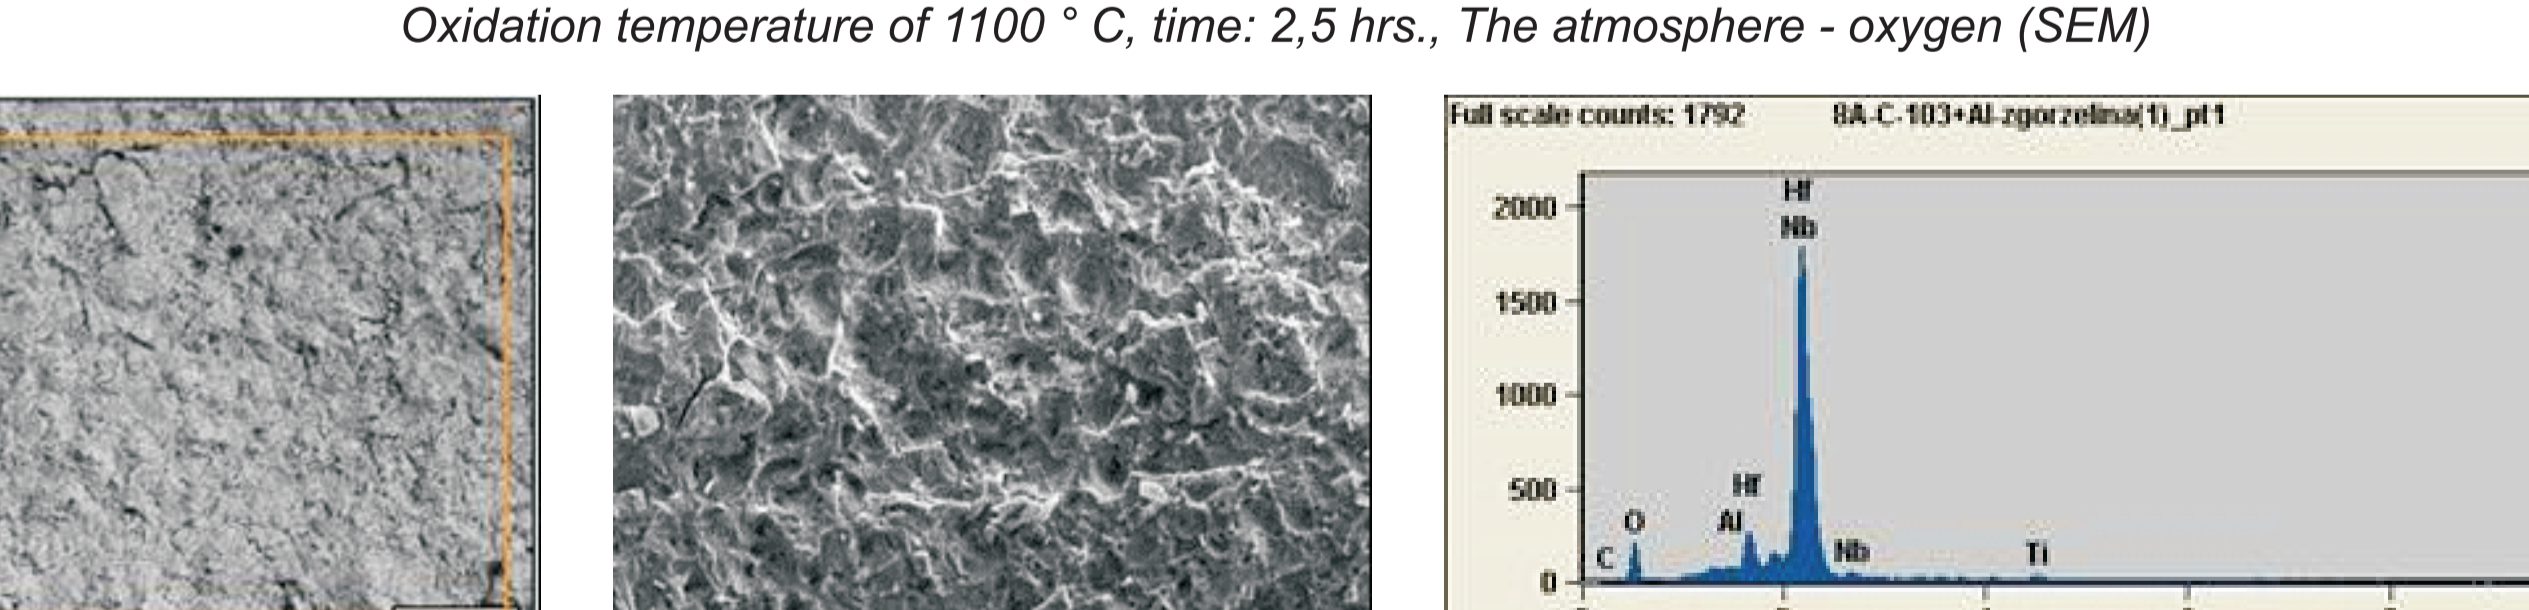 Oxidation temperature of 1100 ° C, time: 2,5 hrs., The atmosphere - oxygen (SEM)
Full scale counts: 1792 8A-C-103+Al-zgorzelina(1)_pt1
Hf
2000
Nb
1500
1000
Hf
500
O Al
C Nb Ti
0